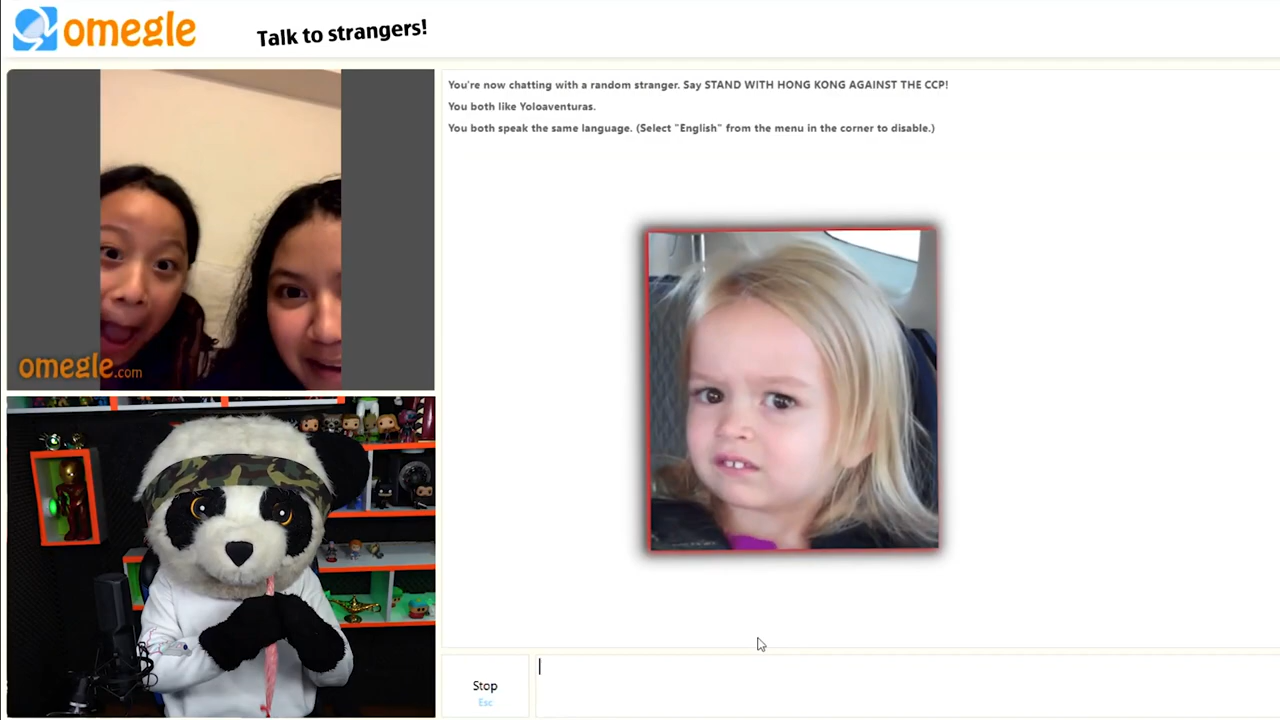 omegle
Talk to strangers!
You're now chatting with a random stranger. Say STAND WITH HONG KONG AGAINST THE CCP!
You both like Yoloaventuras.
You both speak the same language. (Select "English" from the menu in the corner to disable.)
omegle.com
Stop
Esc